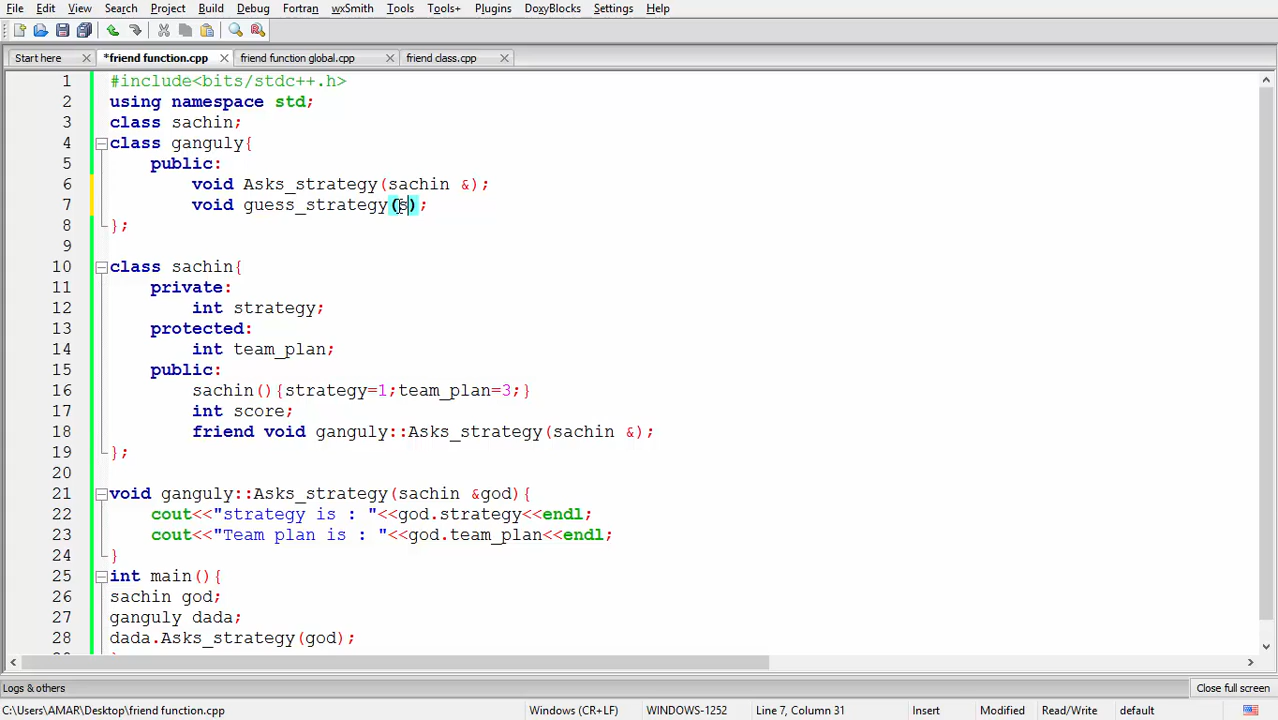 File Edit View Search Project Build Debug Fortran wxSmith Tools Tools+ Plugins DoxyBlocks Settings Help
Start here *friend function.cpp friend function global.cpp friend class.cpp
1 #include<bits/stdc++.h>
2 using namespace std;
3 class sachin;
4 class ganguly{
5 public:
6 void Asks_strategy(sachin &);
7 void guess_strategy(s);
8 };
9
10 class sachin{
11 private:
12 int strategy;
13 protected:
14 int team_plan;
15 public:
16 sachin(){strategy=1;team_plan=3;}
17 int score;
18 friend void ganguly::Asks_strategy(sachin &);
19 };
20
21 void ganguly::Asks_strategy(sachin &god){
22 cout<<"strategy is : "<<god.strategy<<endl;
23 cout<<"Team plan is : "<<god.team_plan<<endl;
24 }
25 int main(){
26 sachin god;
27 ganguly dada;
28 dada.Asks_strategy(god);
Logs & others Close full screen
C:\Users\AMAR\Desktop\friend function.cpp Windows (CR+LF) WINDOWS-1252 Line 7, Column 31 Insert Modified Read/Write default